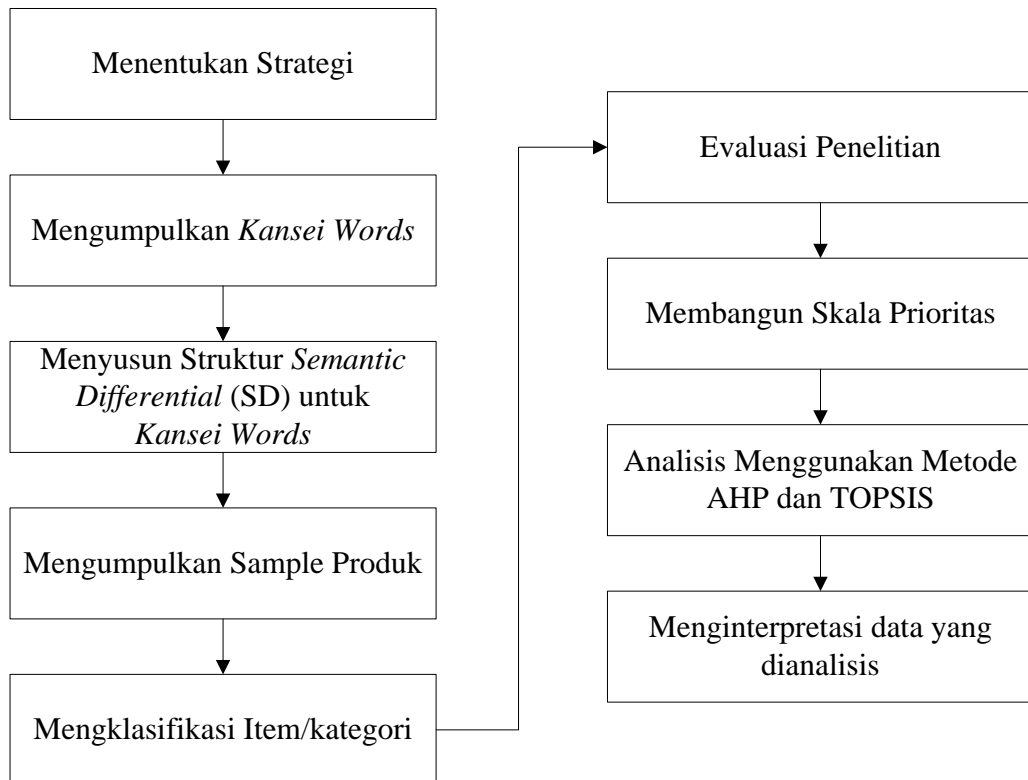 Menentukan Strategi
Mengumpulkan Kansei Words
Menyusun Struktur Semantic
Differential (SD) untuk
Kansei Words
Mengumpulkan Sample Produk
Mengklasifikasi Item/kategori
Evaluasi Penelitian
Membangun Skala Prioritas
Analisis Menggunakan Metode
AHP dan TOPSIS
Menginterpretasi data yang
dianalisis